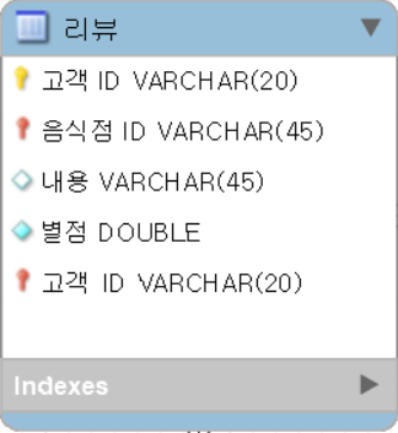 리뷰
고객 ID VARCHAR(20)
음식점 ID VARCHAR(45)
내용 VARCHAR(45)
별점 DOUBLE
고객 ID VARCHAR(20)
Indexes